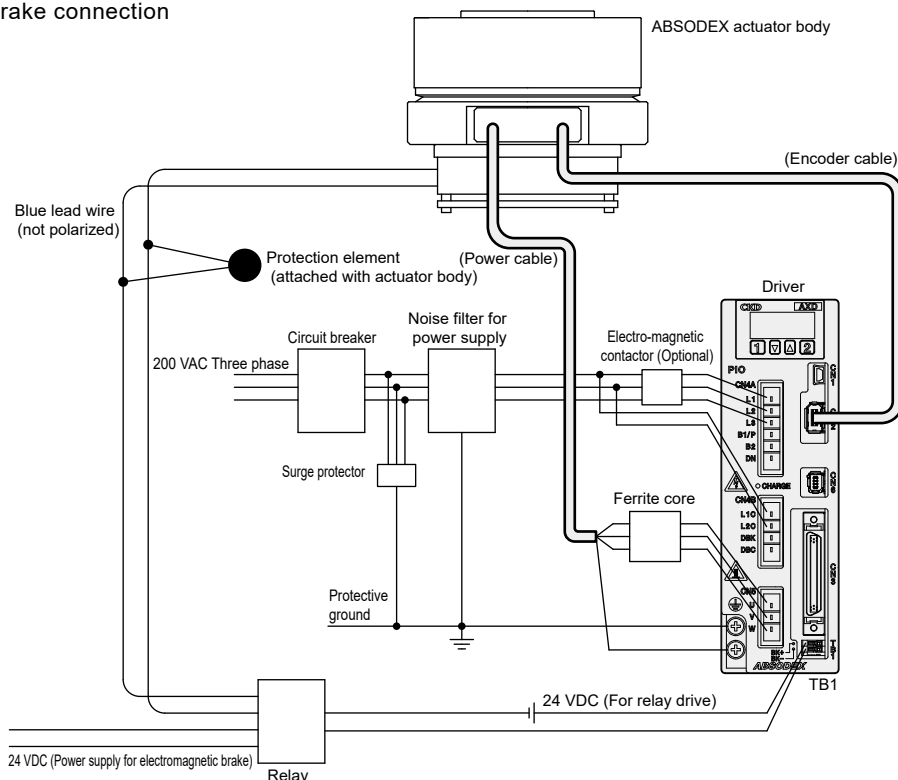 rake connection
ABSODEX actuator body
(Encoder cable)
Blue lead wire
(not polarized)
Protection element
(attached with actuator body)
(Power cable)
Driver
CKD
AXD
1
2
Circuit breaker
Noise filter for
power supply
Electro-magnetic
contactor (Optional)
200 VAC Three phase
PIO
CN4A
L1
L2
L3
B1/P
B2
DN
CN1
Surge protector
CHARGE
CN4B
L1C
L2C
DBK
DBC
Ferrite core
CN3
CN5
U
V
W
Protective
ground
TB1
BK+
BK-
ABSODEX
TB1
24 VDC (For relay drive)
24 VDC (Power supply for electromagnetic brake)
Relay